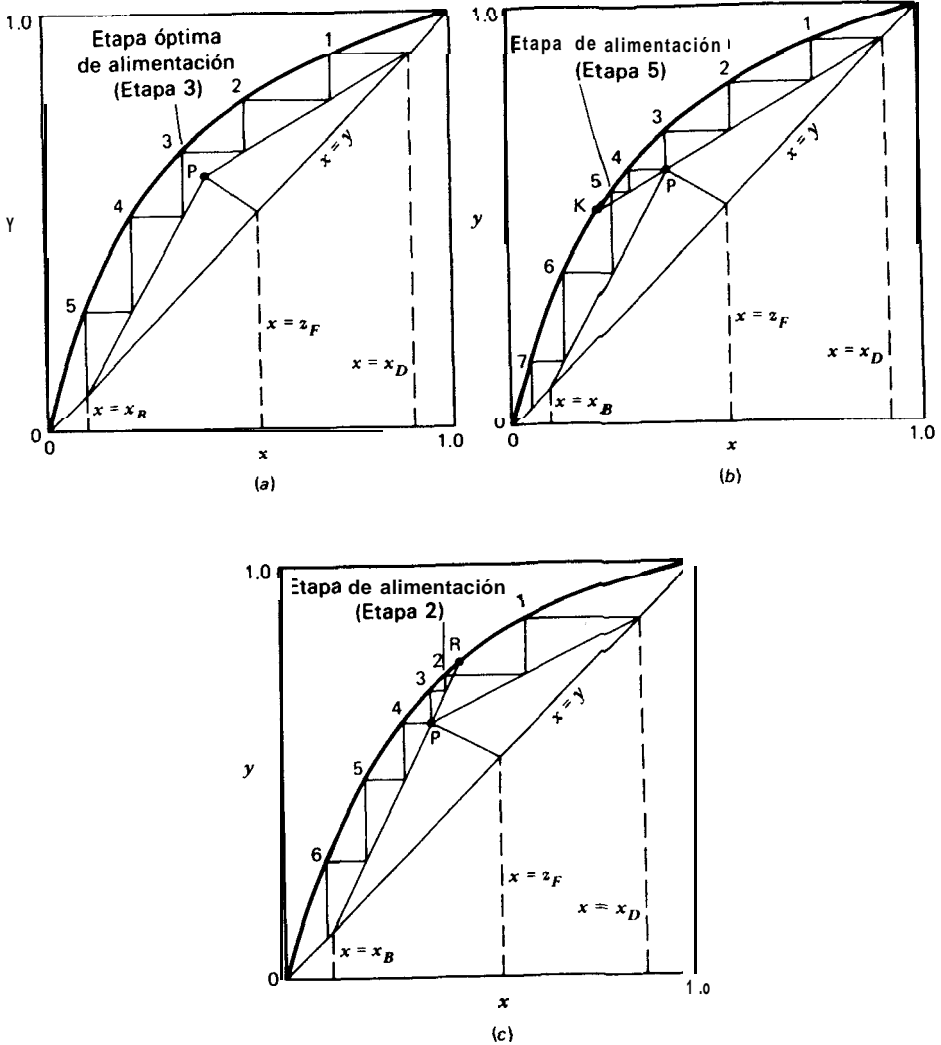 1.0
Etapa óptima
de alimentación
(Etapa 3)
1
2
3
4
5
P
x = y
x = z_F
x = x_D
x = x_B
Y
0
0
x
1.0
(a)
1.0
Etapa de alimentación
(Etapa 5)
1
2
3
4
5
K
P
6
7
x = y
x = z_F
x = x_D
x = x_B
y
0
0
x
1.0
(b)
1.0
Etapa de alimentación
(Etapa 2)
1
R
2
3
4
P
5
6
x = y
x = z_F
x = x_D
x = x_B
y
0
x
1.0
(c)